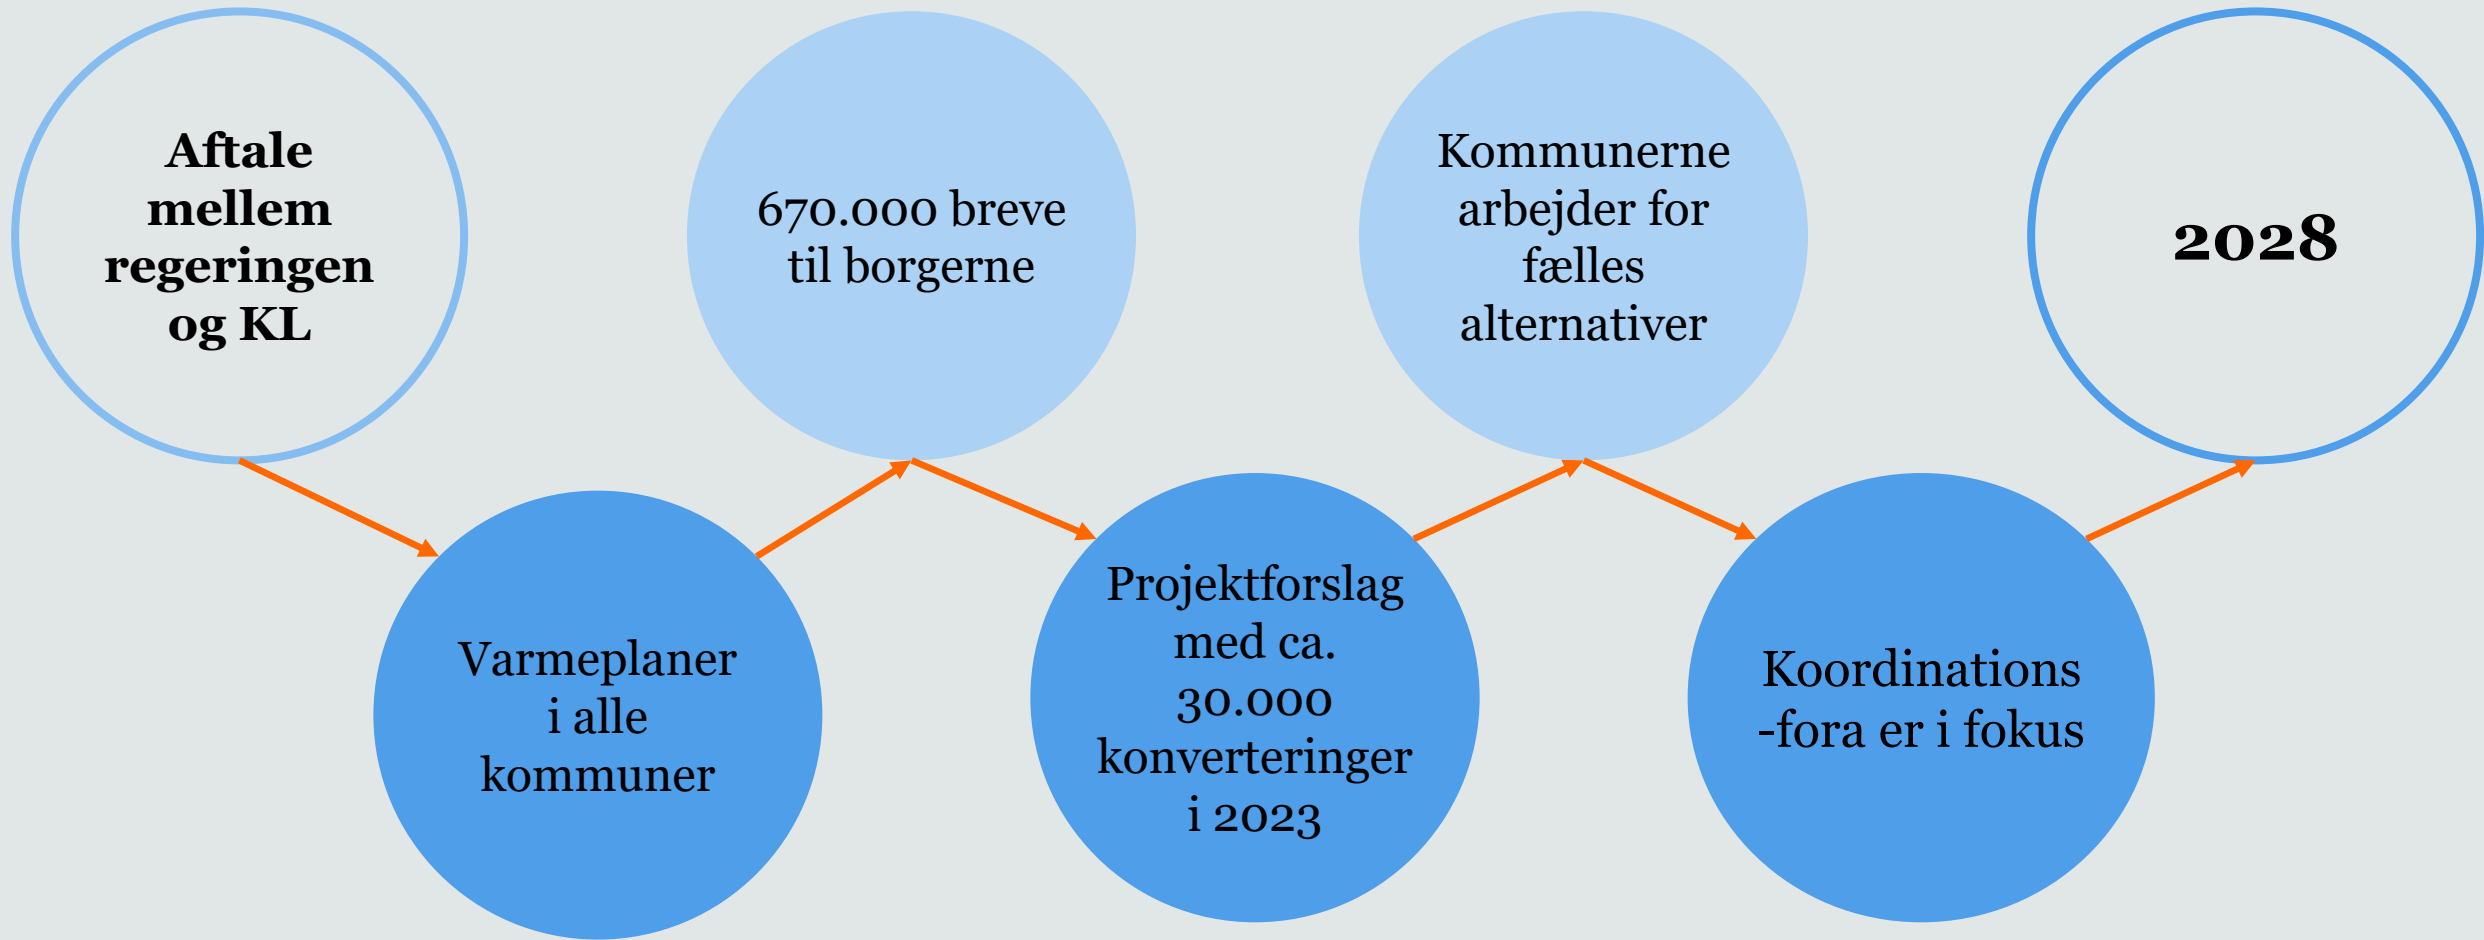 Aftale
mellem
regeringen
og KL
Varmeplaner
i alle
kommuner
670.000 breve
til borgerne
Projektforslag
med ca.
30.000
konverteringer
i 2023
Kommunerne
arbejder for
fælles
alternativer
Koordinations
-fora er i fokus
2028